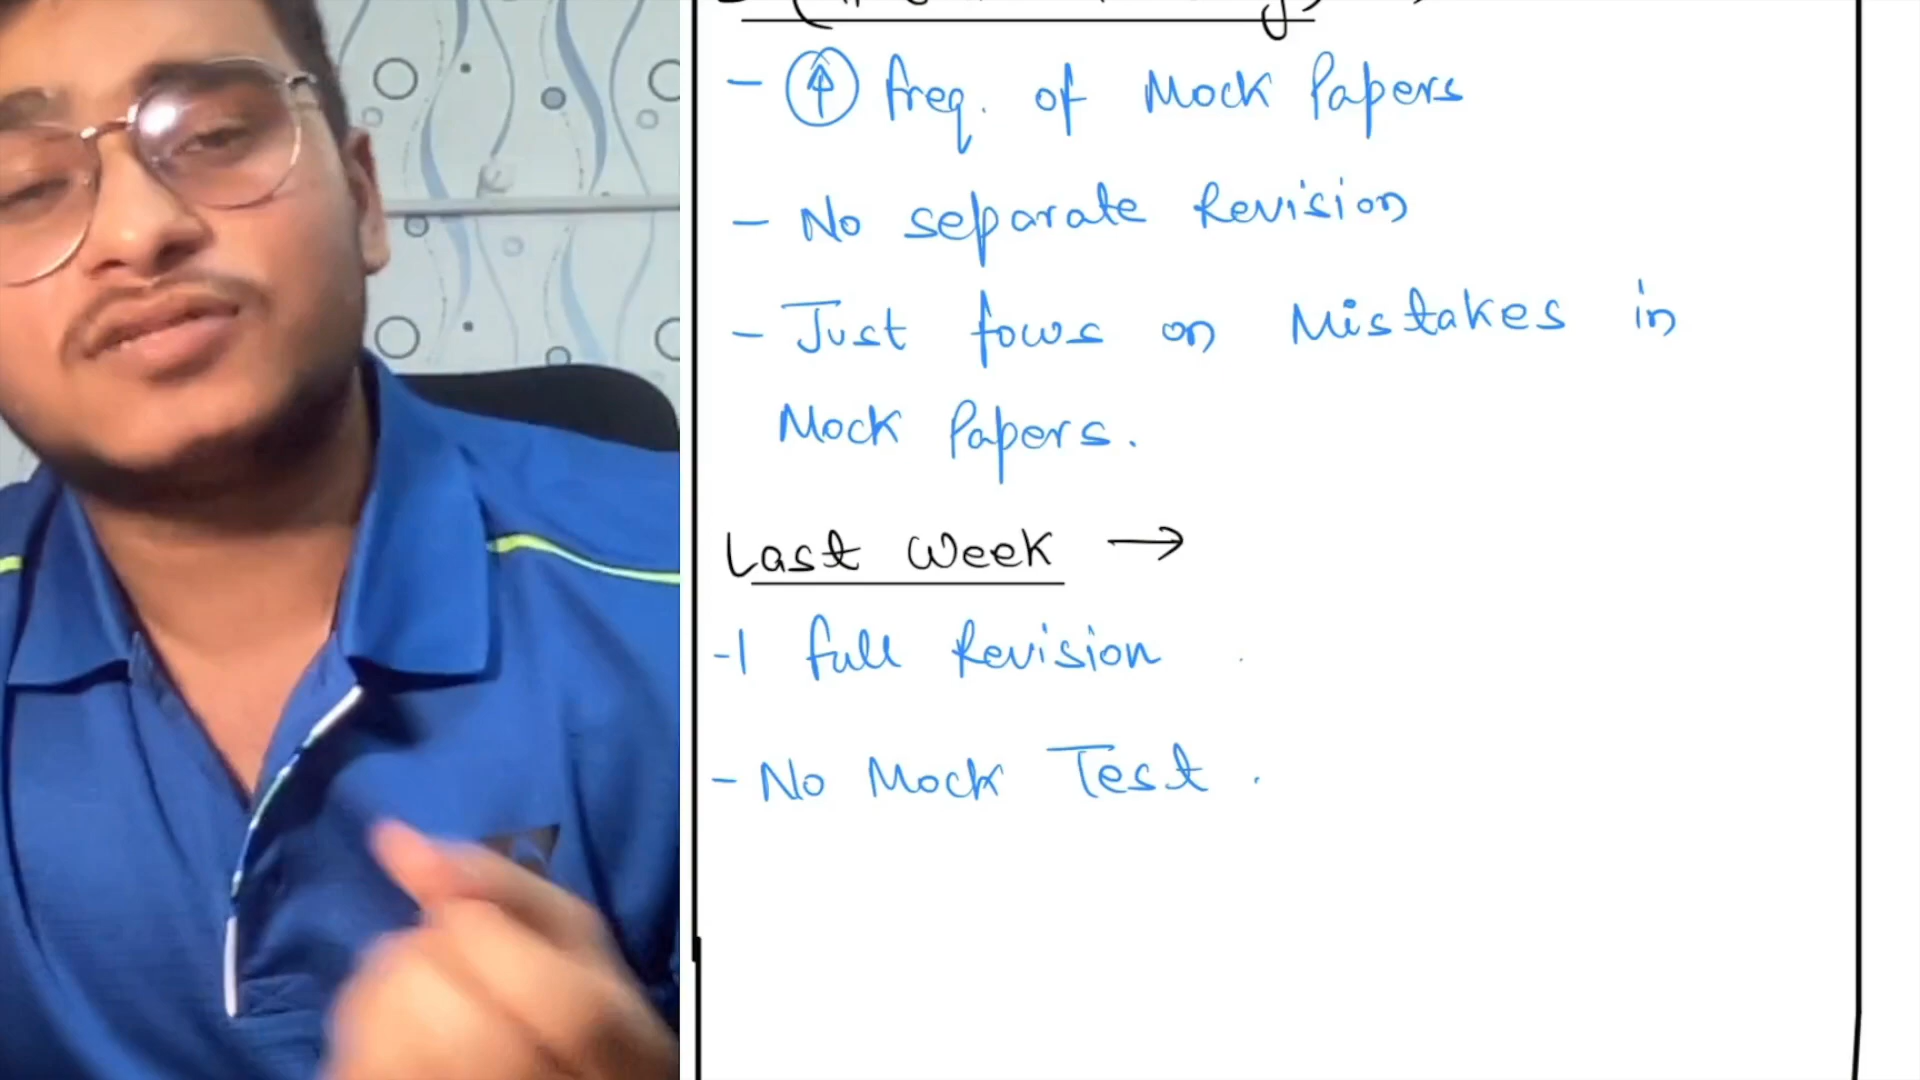 - ↑ freq. of Mock Papers
- No separate Revision
- Just focus on Mistakes in
Mock Papers.
Last Week →
-1 full Revision
- No Mock Test.